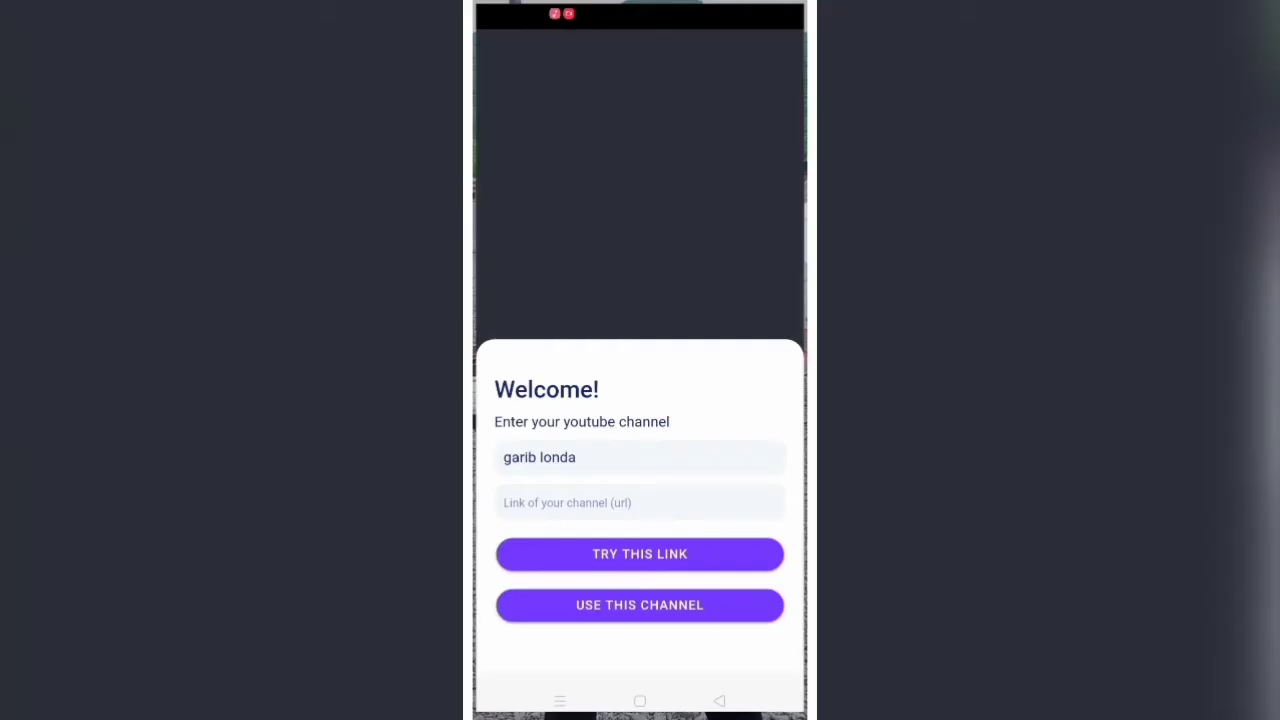 Welcome!
Enter your youtube channel
garib londa
Link of your channel (url)
TRY THIS LINK
USE THIS CHANNEL